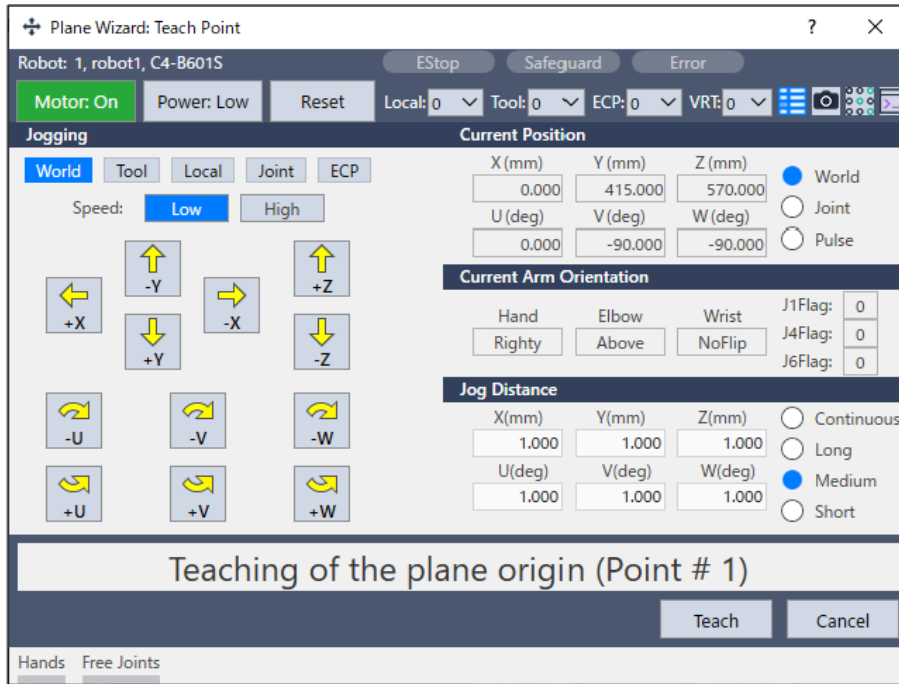 Plane Wizard: Teach Point ?
Robot: 1, robot1, C4-B601S EStop Safeguard Error
Motor: On Power: Low Reset Local: 0 Tool: 0 ECP: 0 VRT: 0
Jogging
World Tool Local Joint ECP
Speed: Low High
-Y +Z
+X -X
+Y -Z
-U -V -W
+U +V +W
Current Position
X (mm) Y (mm) Z (mm)
0.000 415.000 570.000
U (deg) V (deg) W (deg)
0.000 -90.000 -90.000
World
Joint
Pulse
Current Arm Orientation
Hand Elbow Wrist
Righty Above NoFlip
J1Flag: 0
J4Flag: 0
J6Flag: 0
Jog Distance
X(mm) Y(mm) Z(mm)
1.000 1.000 1.000
U(deg) V(deg) W(deg)
1.000 1.000 1.000
Continuous
Long
Medium
Short
Teaching of the plane origin (Point # 1)
Teach Cancel
Hands Free Joints